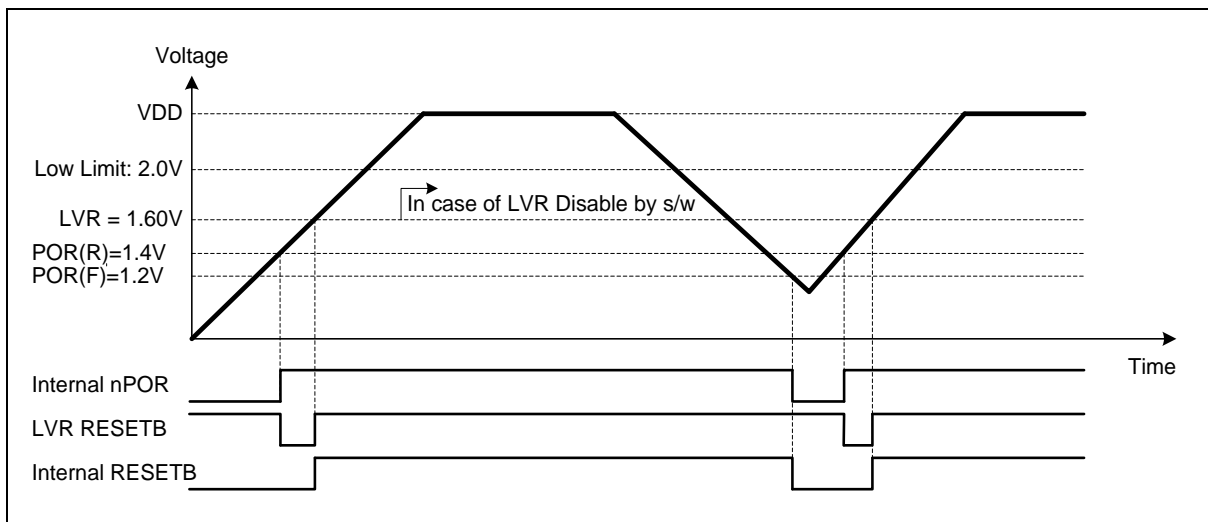 Voltage
VDD
Low Limit: 2.0V
In case of LVR Disable by s/w
LVR = 1.60V
POR(R)=1.4V
POR(F)=1.2V
Time
Internal nPOR
LVR RESETB
Internal RESETB